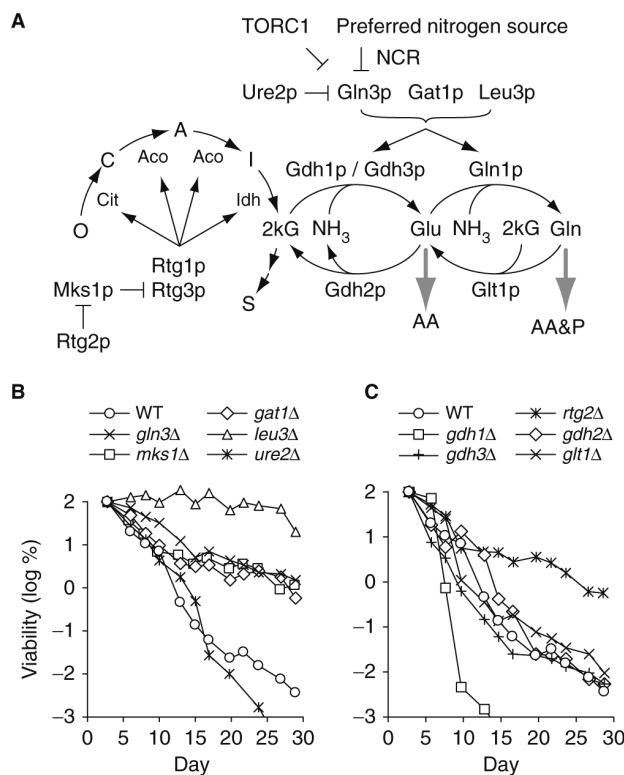 A
TORC1 Preferred nitrogen source
NCR
Ure2p Gln3p Gat1p Leu3p
A
C Aco Aco I
Gdh1p / Gdh3p Gln1p
Cit Idh
O 2kG NH3 Glu NH3 2kG Gln
Rtg1p
Mks1p Rtg3p
S Gdh2p Glt1p
Rtg2p
AA AA&P
B
WT gat1Δ
gln3Δ leu3Δ
mks1Δ ure2Δ
Viability (log %)
2
1
0
−1
−2
−3
0 5 10 15 20 25 30
Day
C
WT rtg2Δ
gdh1Δ gdh2Δ
gdh3Δ glt1Δ
2
1
0
−1
−2
−3
0 5 10 15 20 25 30
Day